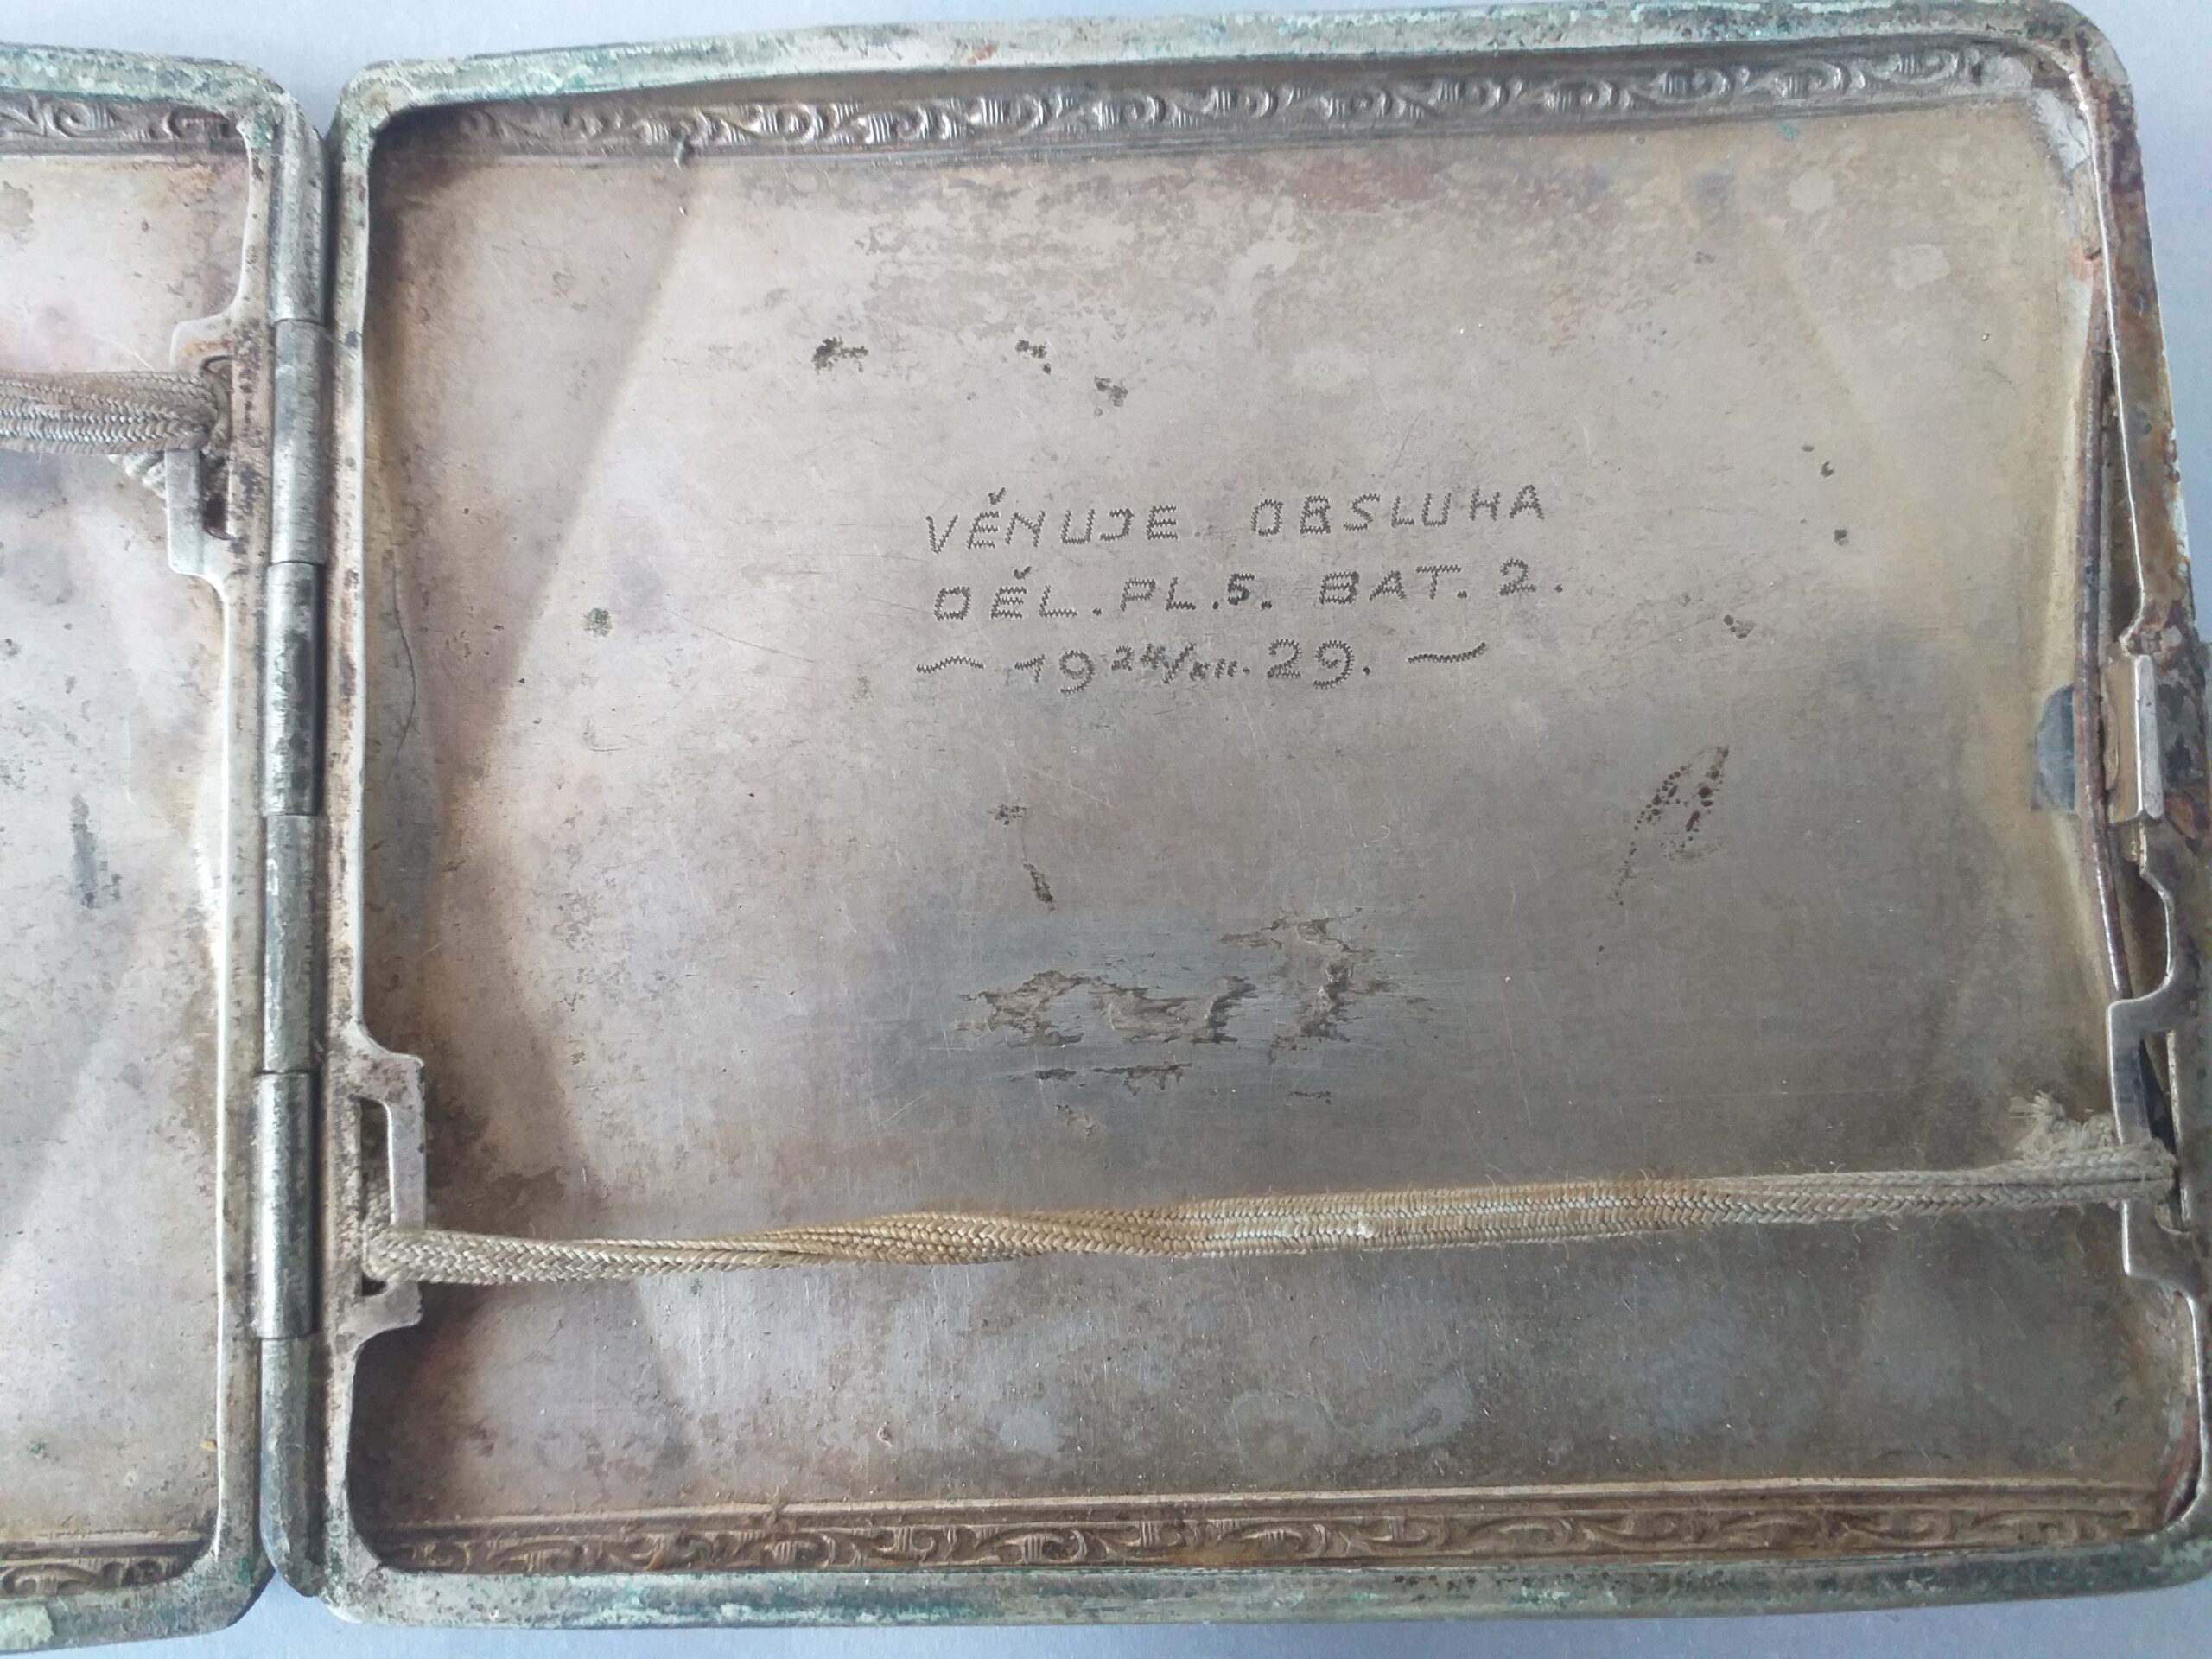 VĚNUJE OBSLUHA
DĚL.PL.5. BAT. 2.
~ 19 24/XII. 29. ~